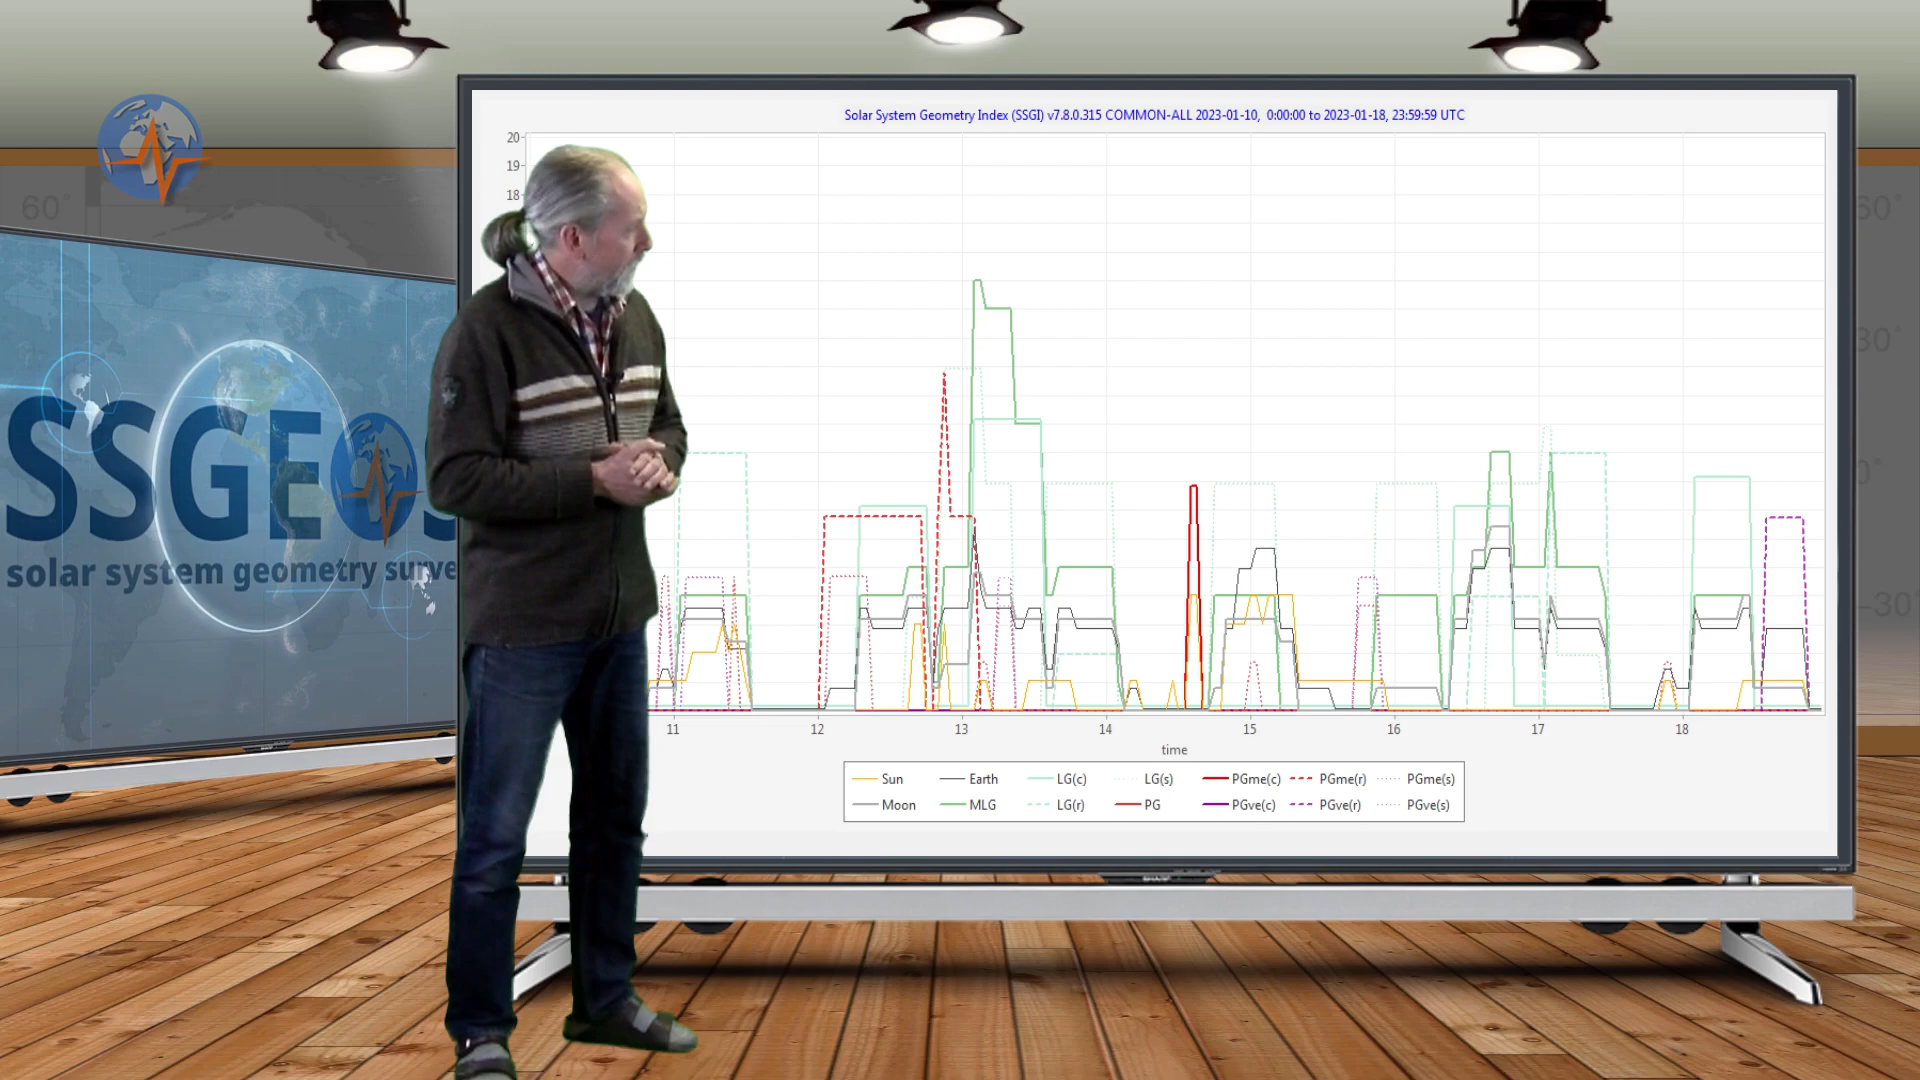 Solar System Geometry Index (SSGI) v7.8.0.315 COMMON-ALL 2023-01-10, 0:00:00 to 2023-01-18, 23:59:59 UTC
20
19
18
60°
60°
30°
0°
-30°
SSGEOS
solar system geometry surve
11 12 13 14 15 16 17 18
time
Sun Earth LG(c) LG(s) PGme(c) PGme(r) PGme(s)
Moon MLG LG(r) PG PGve(c) PGve(r) PGve(s)